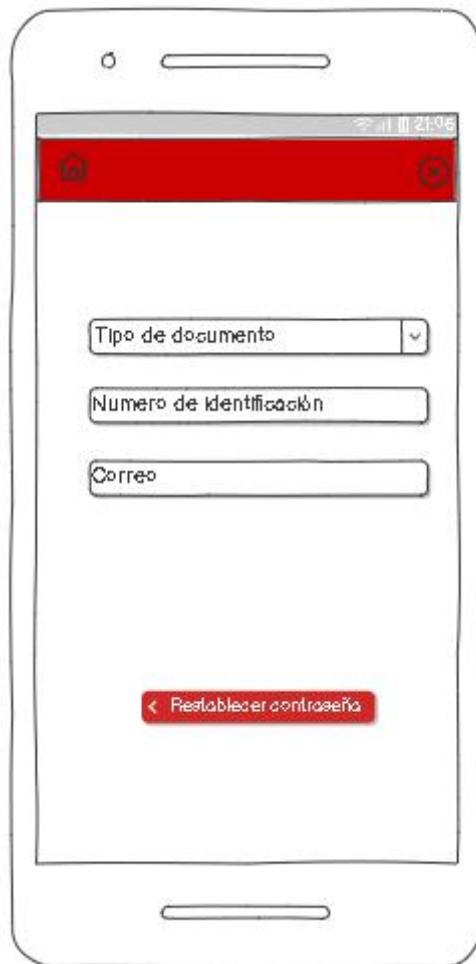 21:06
Tipo de documento
Numero de identificación
Correo
< Restablecer contraseña